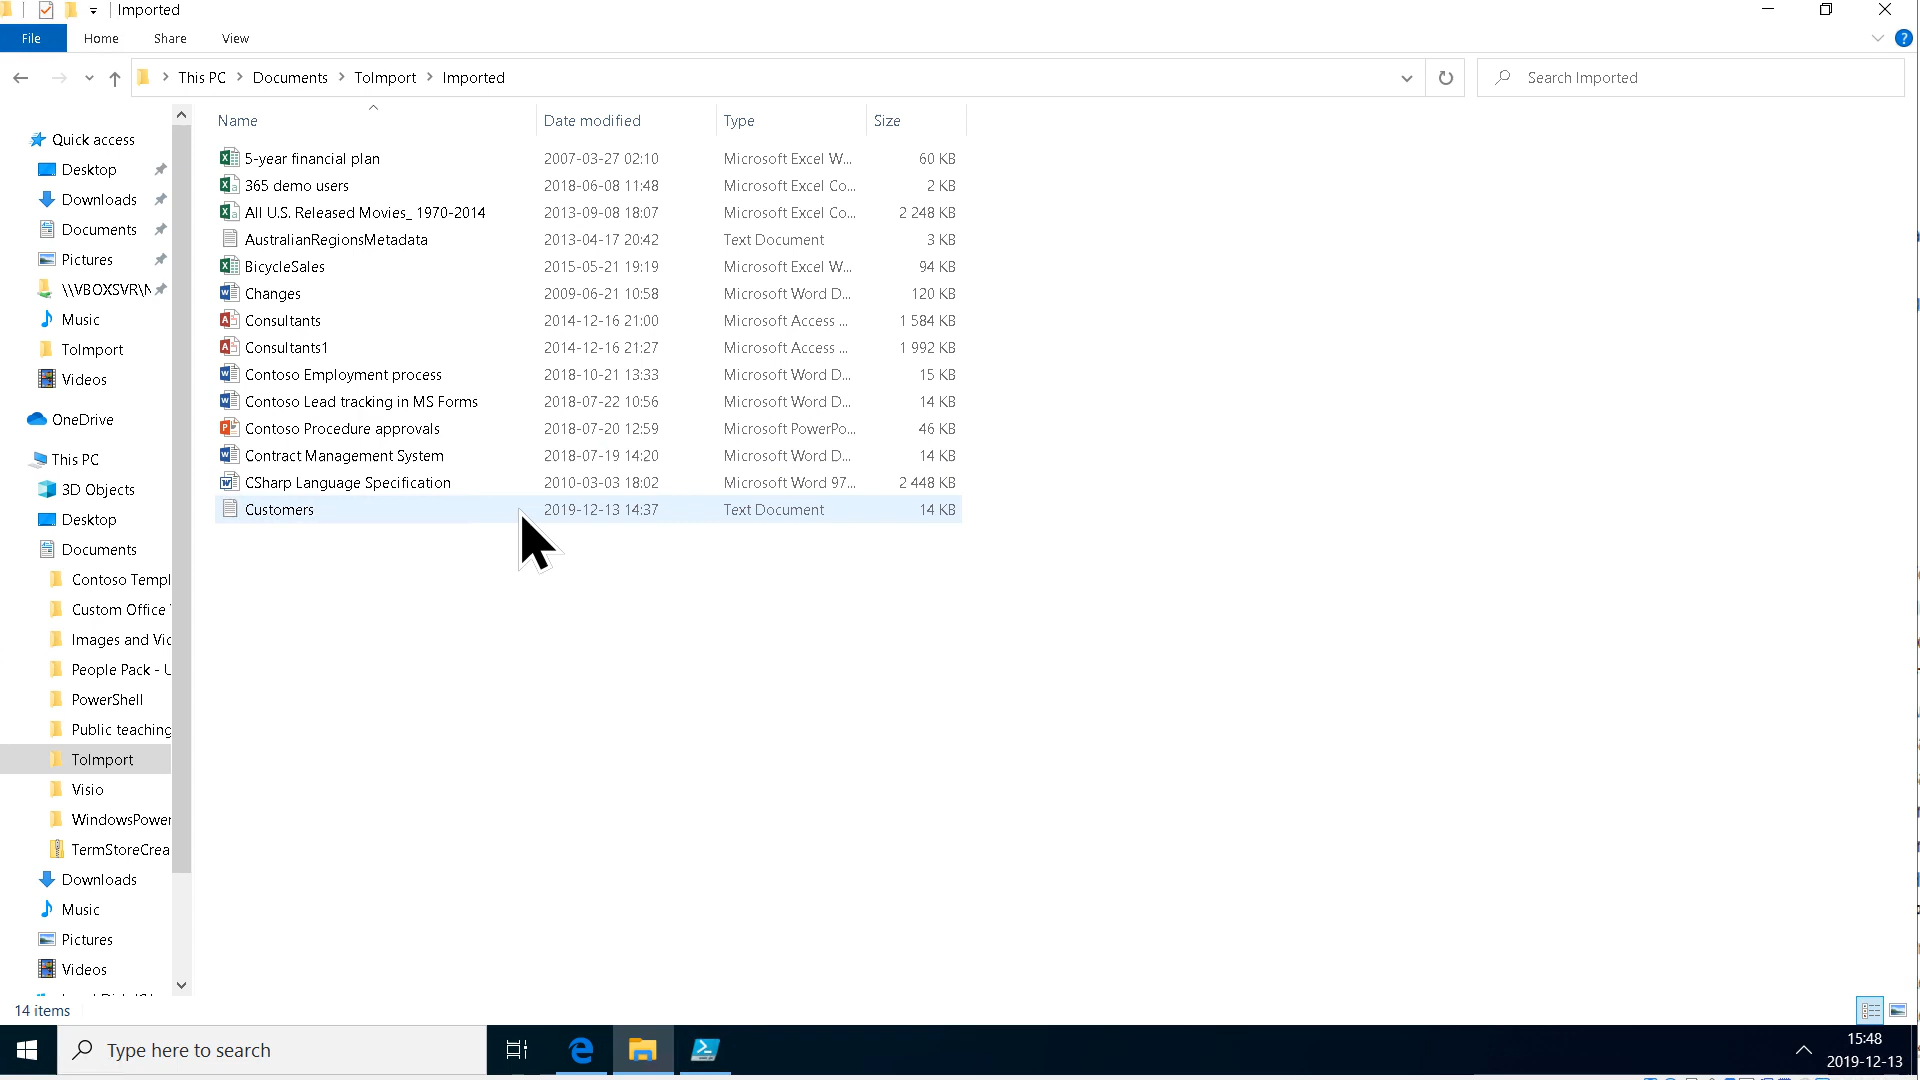 Imported
File Home Share View
This PC Documents ToImport Imported Search Imported
Name Date modified Type Size
Quick access
Desktop
Downloads
Documents
Pictures
\\VBOXSVR\
Music
ToImport
Videos
OneDrive
This PC
3D Objects
Desktop
Documents
Contoso Templ
Custom Office
Images and Vic
People Pack - U
PowerShell
Public teaching
ToImport
Visio
WindowsPower
TermStoreCrea
Downloads
Music
Pictures
Videos
5-year financial plan 2007-03-27 02:10 Microsoft Excel W... 60 KB
365 demo users 2018-06-08 11:48 Microsoft Excel Co... 2 KB
All U.S. Released Movies_ 1970-2014 2013-09-08 18:07 Microsoft Excel Co... 2 248 KB
AustralianRegionsMetadata 2013-04-17 20:42 Text Document 3 KB
BicycleSales 2015-05-21 19:19 Microsoft Excel W... 94 KB
Changes 2009-06-21 10:58 Microsoft Word D... 120 KB
Consultants 2014-12-16 21:00 Microsoft Access ... 1 584 KB
Consultants1 2014-12-16 21:27 Microsoft Access ... 1 992 KB
Contoso Employment process 2018-10-21 13:33 Microsoft Word D... 15 KB
Contoso Lead tracking in MS Forms 2018-07-22 10:56 Microsoft Word D... 14 KB
Contoso Procedure approvals 2018-07-20 12:59 Microsoft PowerPo... 46 KB
Contract Management System 2018-07-19 14:20 Microsoft Word D... 14 KB
CSharp Language Specification 2010-03-03 18:02 Microsoft Word 97... 2 448 KB
Customers 2019-12-13 14:37 Text Document 14 KB
14 items
Type here to search
15:48
2019-12-13